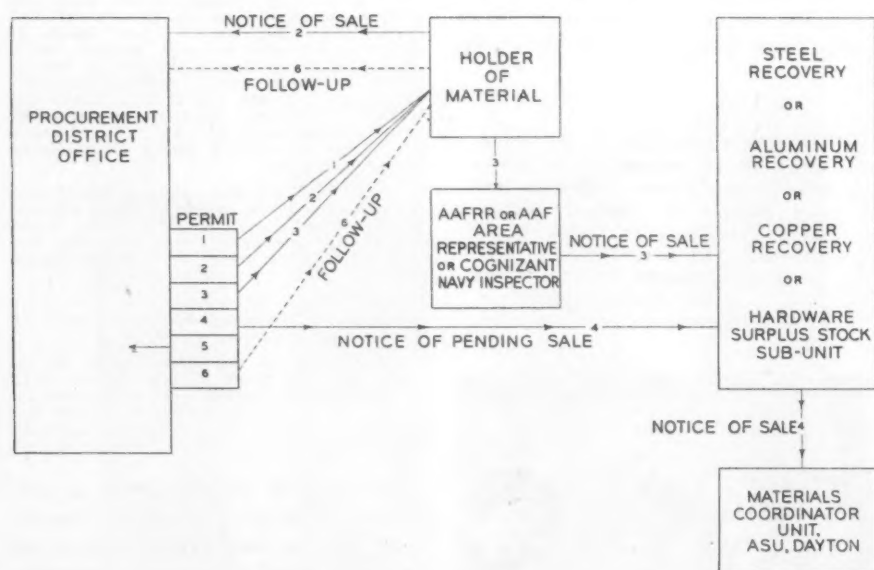 NOTICE OF SALE
2
6
FOLLOW-UP
PROCUREMENT
DISTRICT
OFFICE
PERMIT
1
2
3
4
5
6
1
2
3
6
FOLLOW-UP
HOLDER
OF
MATERIAL
3
AAFRR OR AAF
AREA
REPRESENTATIVE
OR COGNIZANT
NAVY INSPECTOR
NOTICE OF SALE
3
4
NOTICE OF PENDING SALE
STEEL
RECOVERY
OR
ALUMINUM
RECOVERY
OR
COPPER
RECOVERY
OR
HARDWARE
SURPLUS STOCK
SUB-UNIT
NOTICE OF SALE 4
MATERIALS
COORDINATOR
UNIT,
ASU, DAYTON